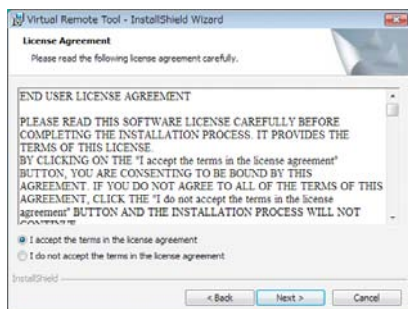 Virtual Remote Tool - InstallShield Wizard
License Agreement
Please read the following license agreement carefully.
END USER LICENSE AGREEMENT
PLEASE READ THIS SOFTWARE LICENSE CAREFULLY BEFORE
COMPLETING THE INSTALLATION PROCESS. IT PROVIDES THE
TERMS OF THIS LICENSE.
BY CLICKING ON THE "I accept the terms in the license agreement"
BUTTON, YOU ARE CONSENTING TO BE BOUND BY THIS
AGREEMENT. IF YOU DO NOT AGREE TO ALL OF THE TERMS OF THIS
AGREEMENT, CLICK THE "I do not accept the terms in the license
agreement" BUTTON AND THE INSTALLATION PROCESS WILL NOT
CONTINUE
I accept the terms in the license agreement
I do not accept the terms in the license agreement
InstallShield
< Back
Next >
Cancel